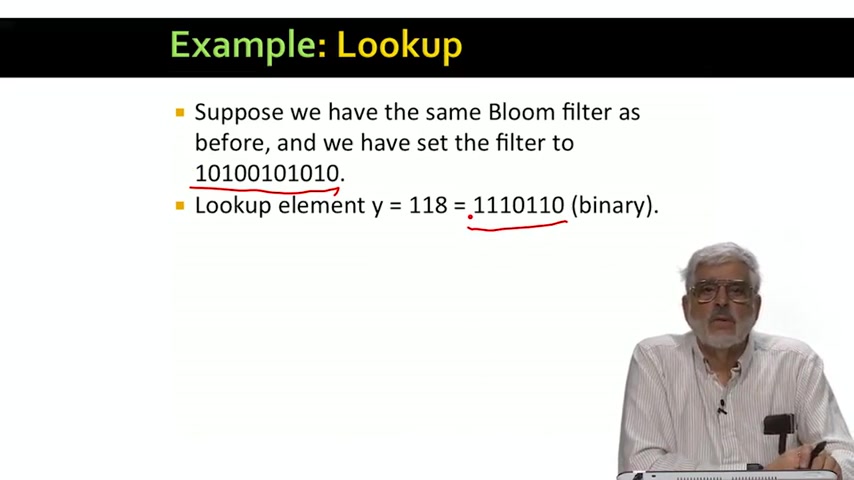 Example: Lookup
Suppose we have the same Bloom filter as
before, and we have set the filter to
10100101010.
Lookup element y = 118 = 1110110 (binary).